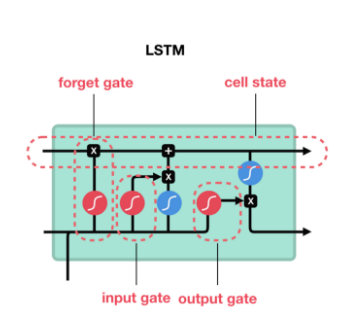 LSTM
forget gate
cell state
x
+
x
x
input gate
output gate